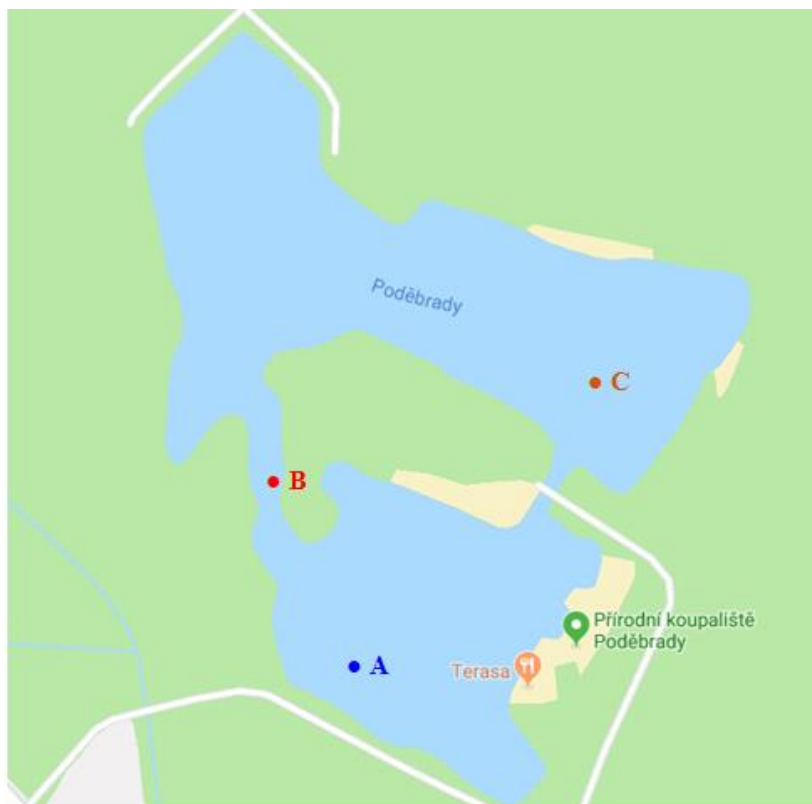 Poděbrady
C
B
Přírodní koupaliště
Poděbrady
A
Terasa